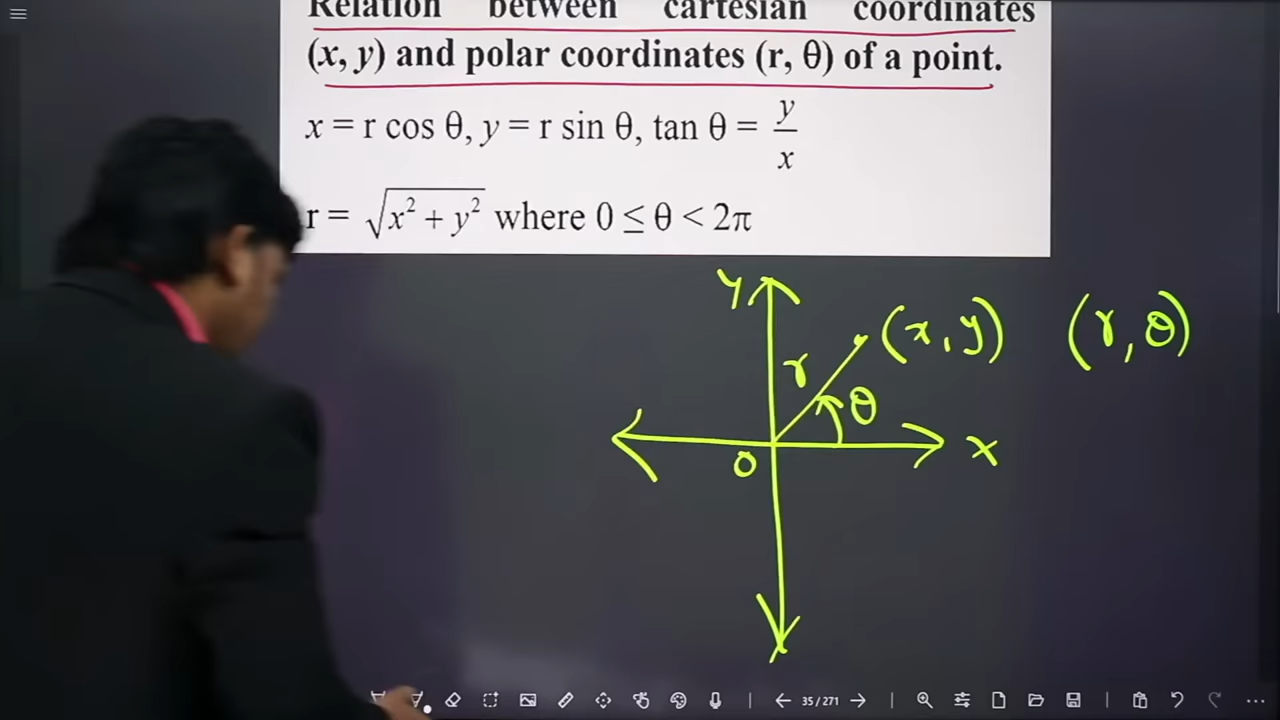 Relation between cartesian coordinates
(x, y) and polar coordinates (r, θ) of a point.
x = r cos θ, y = r sin θ, tan θ = y/x
r = √x² + y² where 0 ≤ θ < 2π
y
(x, y) (r, θ)
r
θ
x
0
35 / 271